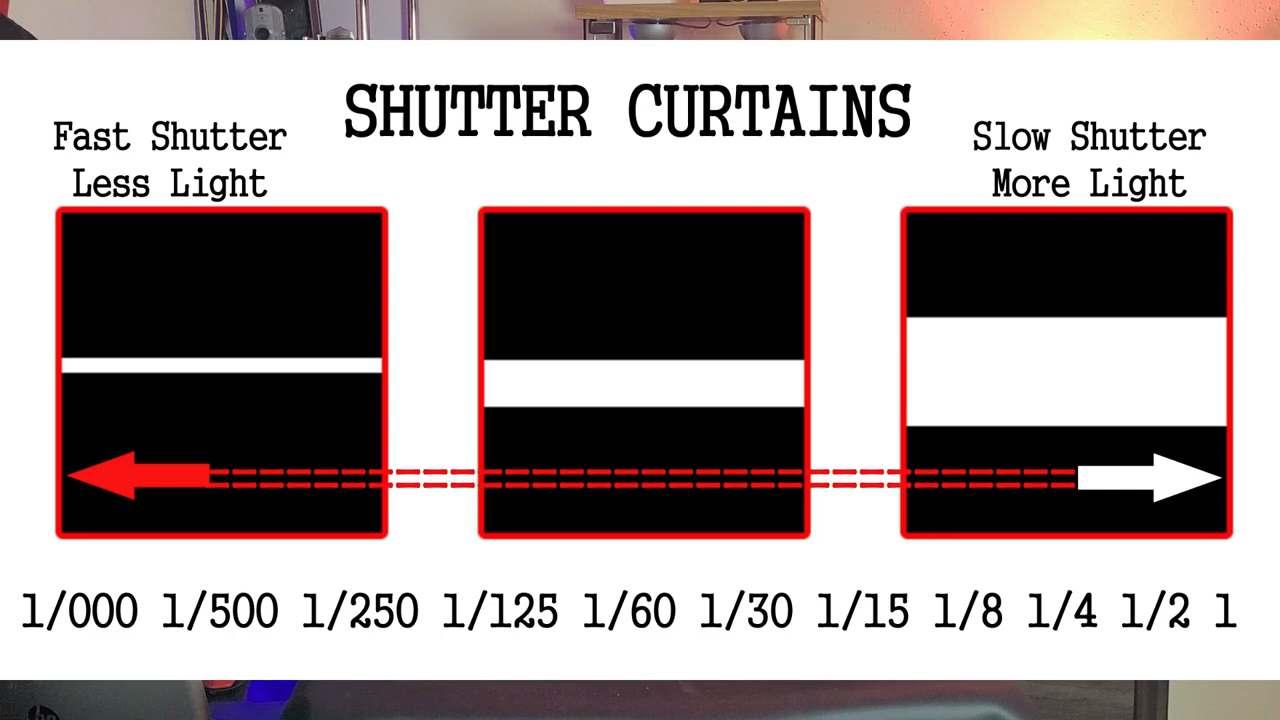 SHUTTER CURTAINS
Fast Shutter
Less Light
Slow Shutter
More Light
1/000 1/500 1/250 1/125 1/60 1/30 1/15 1/8 1/4 1/2 1
hp